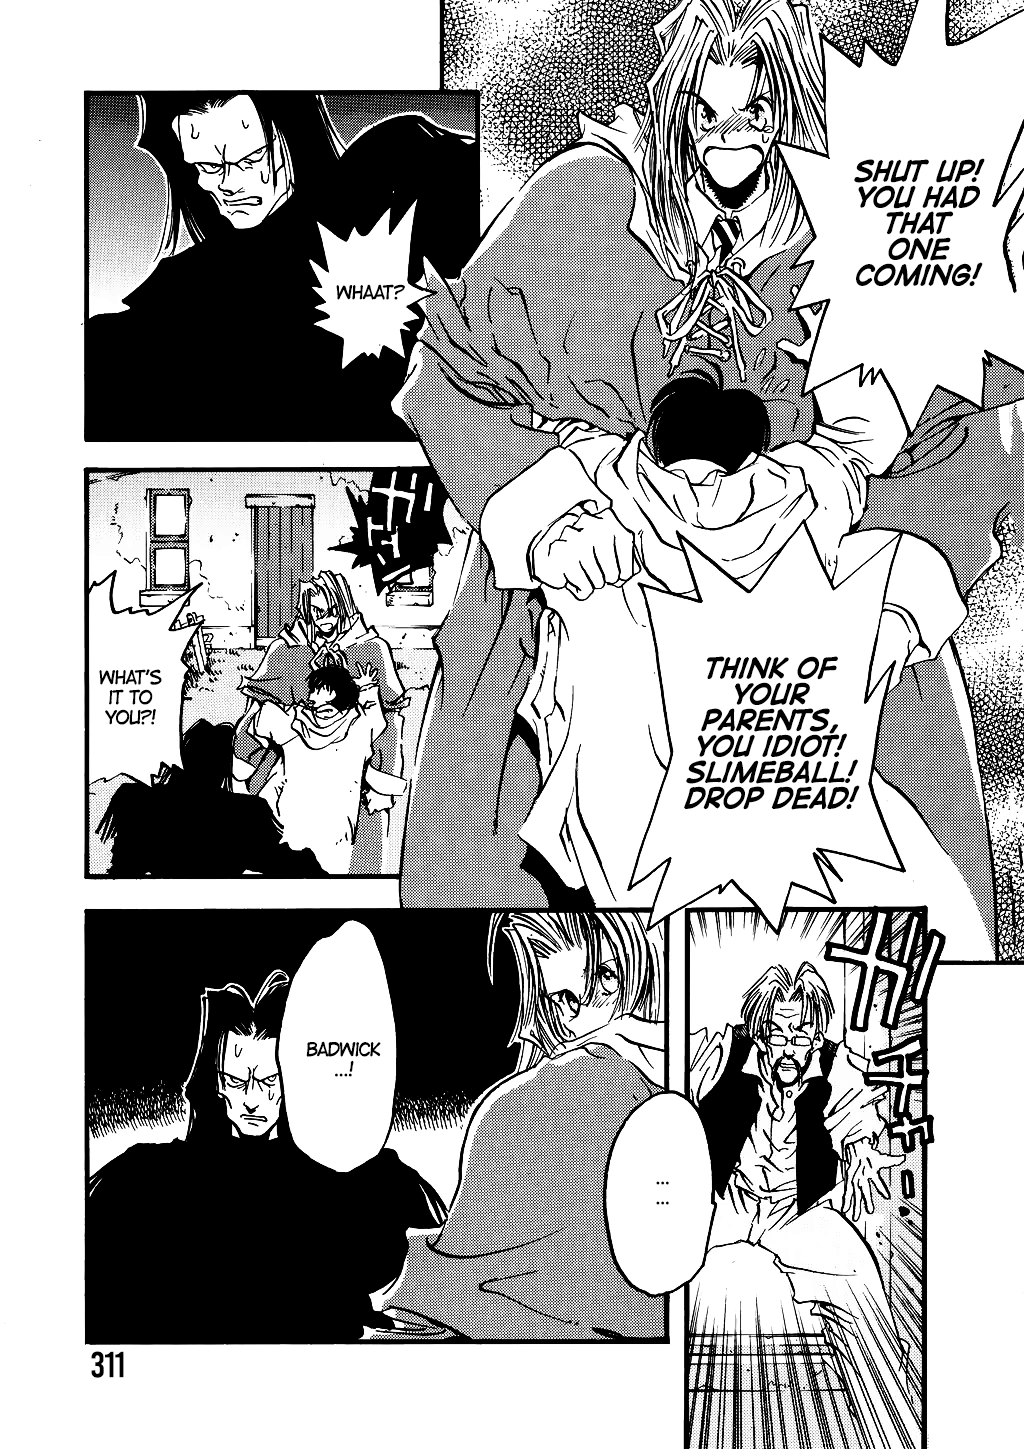 SHUT UP!
YOU HAD
THAT
ONE
COMING!
THINK OF
YOUR
PARENTS,
YOU IDIOT!
SLIMEBALL!
DROP DEAD!
WHAAT?
WHAT'S
IT TO
YOU?!
...
...
BADWICK
...!
311